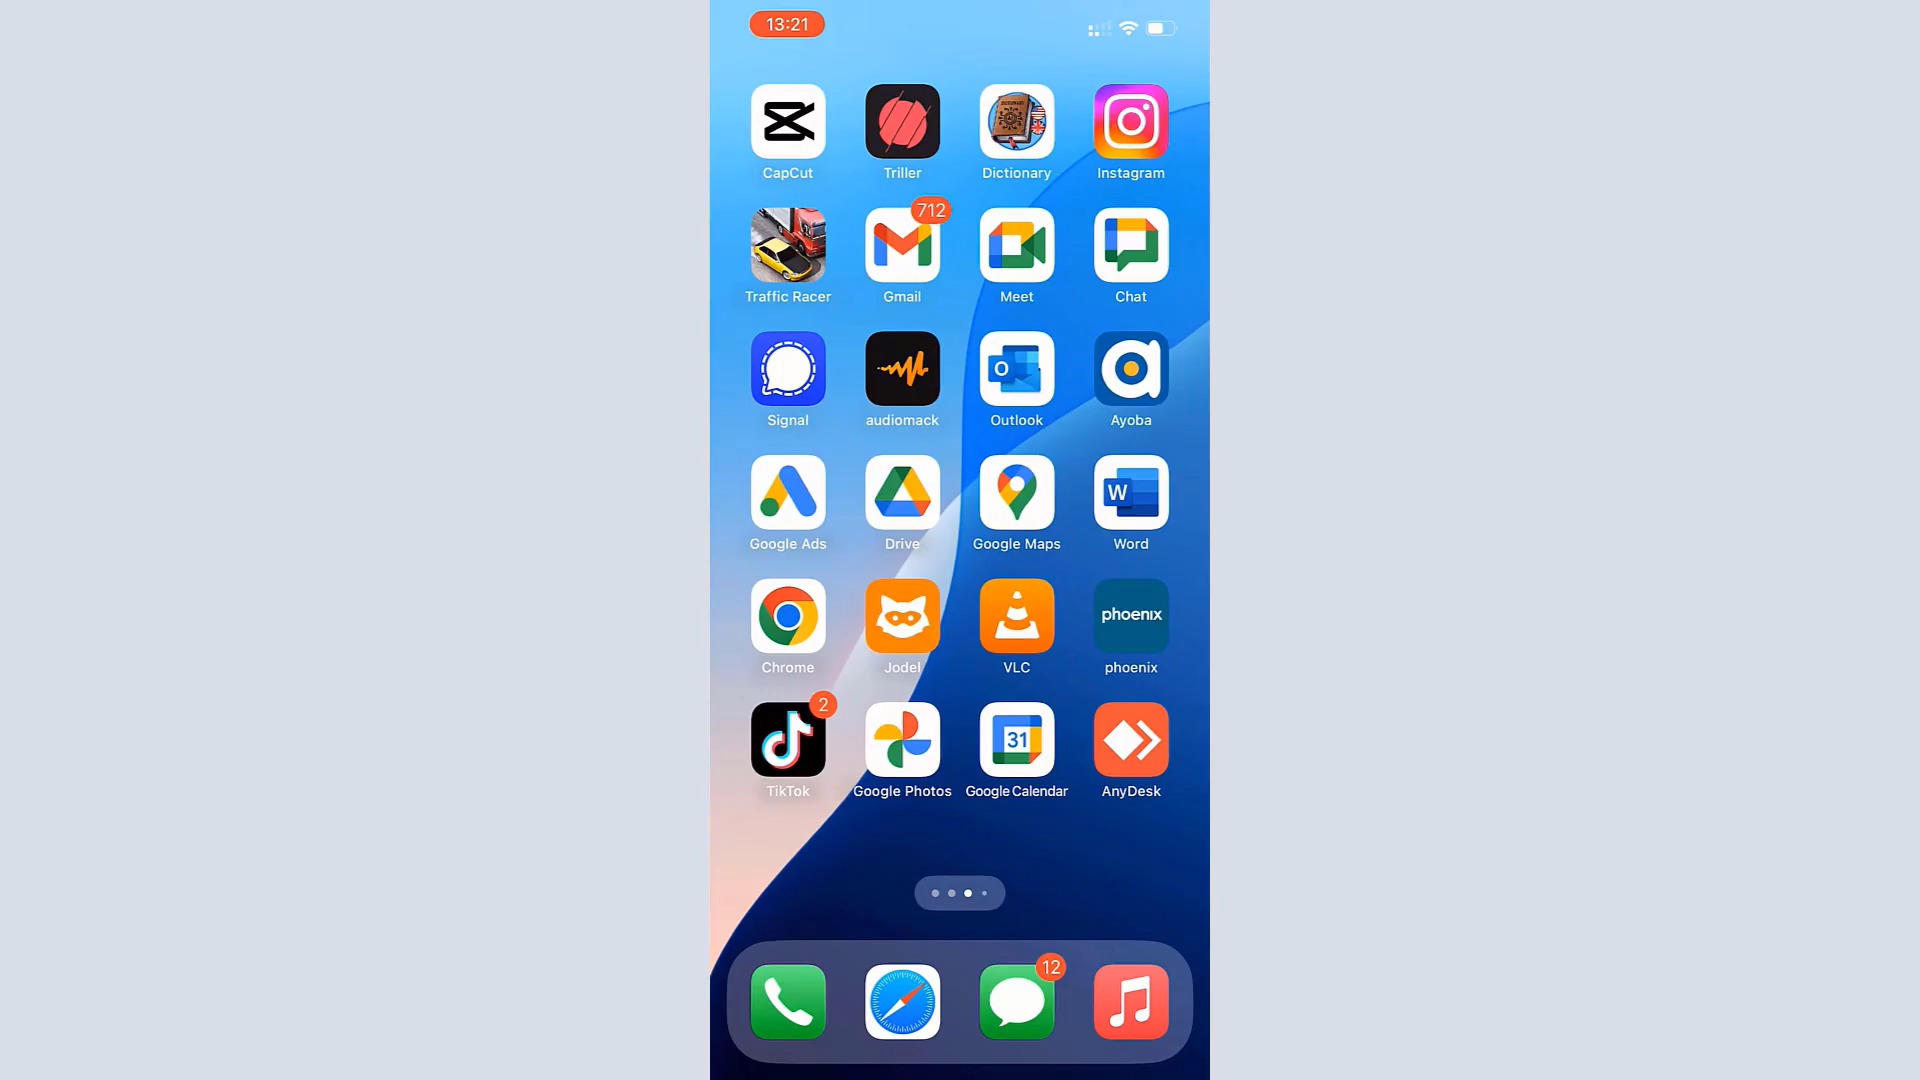 13:21
CapCut Triller Dictionary Instagram
712
Traffic Racer Gmail Meet Chat
Signal audiomack Outlook Ayoba
Google Ads Drive Google Maps Word
phoenix
Chrome Jodel VLC phoenix
2
31
TikTok Google Photos Google Calendar AnyDesk
12